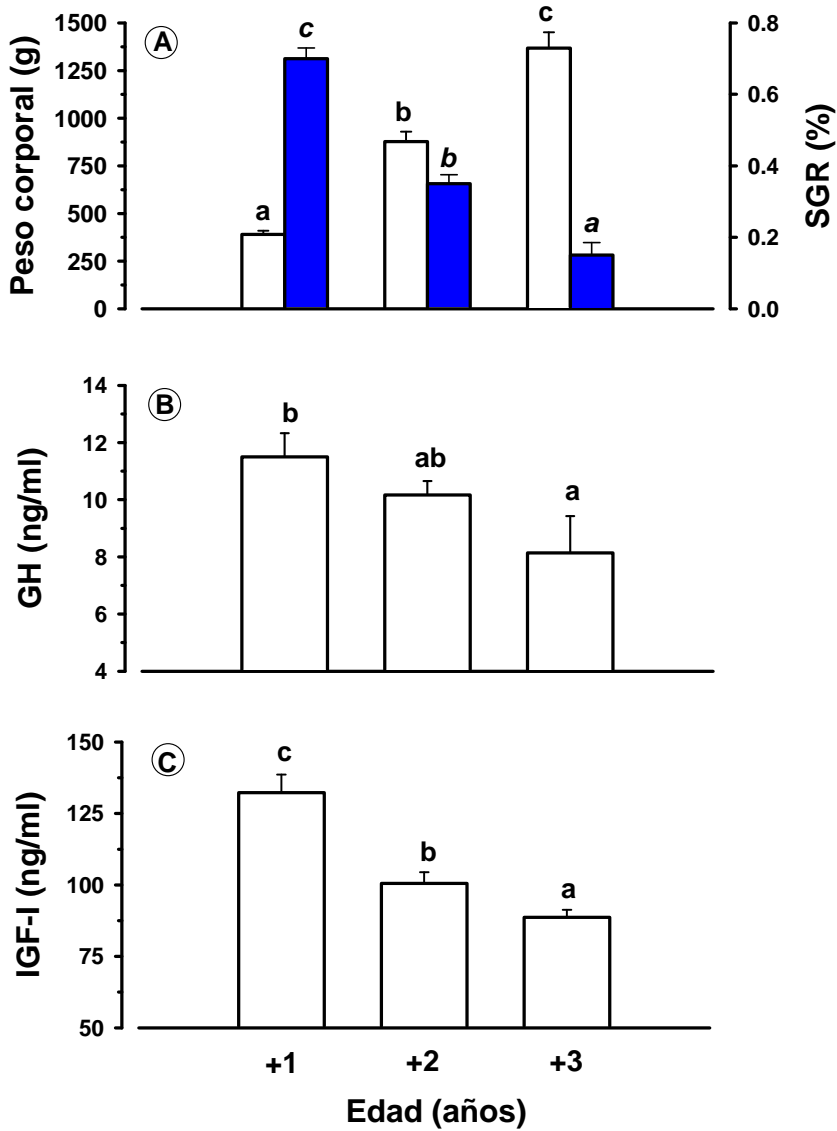 A
Peso corporal (g)
1500
1250
1000
750
500
250
0
a
c
b
b
c
a
0.8
0.6
0.4
0.2
0.0
SGR (%)
B
GH (ng/ml)
14
12
10
8
6
4
b
ab
a
C
IGF-I (ng/ml)
150
125
100
75
50
c
b
a
+1 +2 +3
Edad (años)